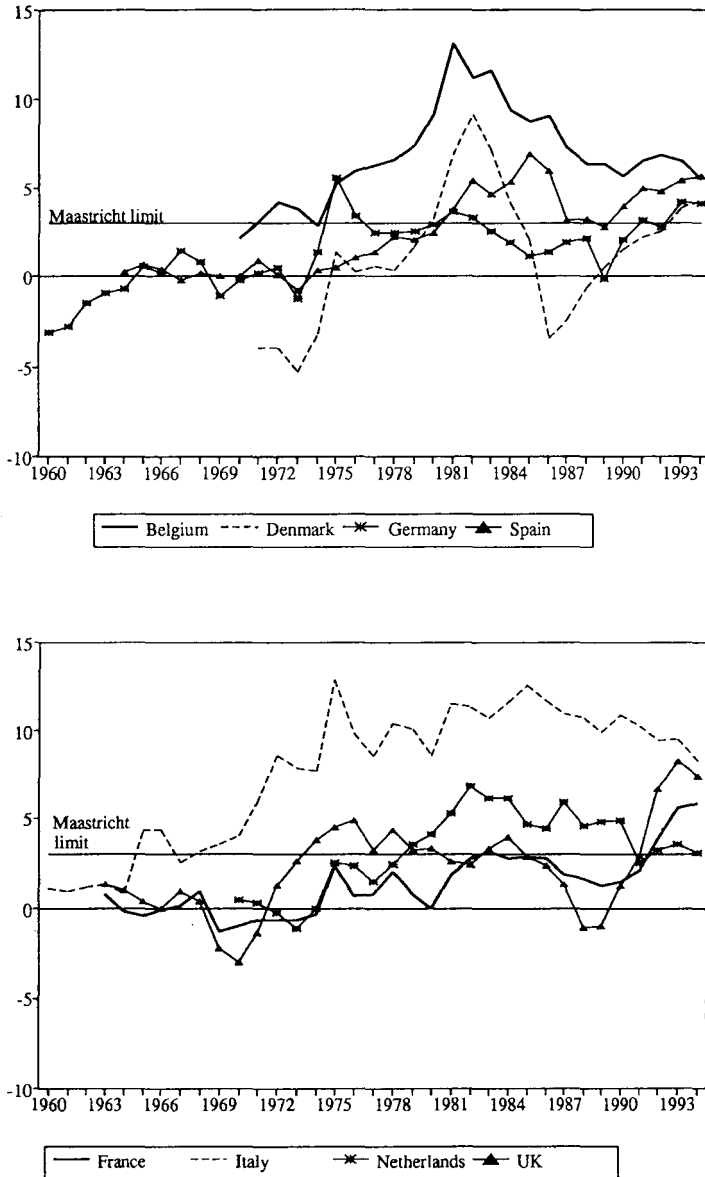 15
10
5
Maastricht limit
0
-5
-10
1960 1963 1966 1969 1972 1975 1978 1981 1984 1987 1990 1993
Belgium Denmark Germany Spain
15
10
5
Maastricht
limit
0
-5
-10
1960 1963 1966 1969 1972 1975 1978 1981 1984 1987 1990 1993
France Italy Netherlands UK